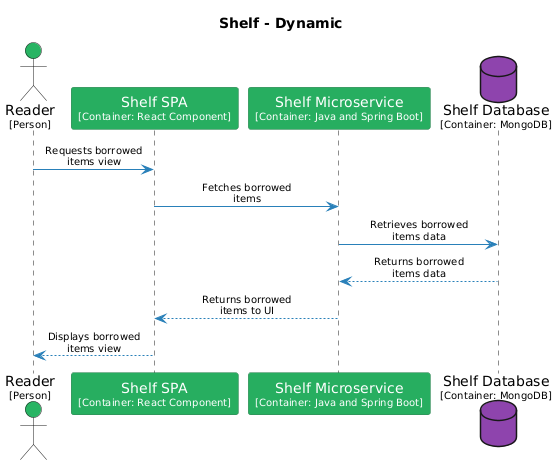 Shelf - Dynamic
Reader
[Person]
Shelf SPA
[Container: React Component]
Shelf Microservice
[Container: Java and Spring Boot]
Shelf Database
[Container: MongoDB]
Requests borrowed
items view
Fetches borrowed
items
Retrieves borrowed
items data
Returns borrowed
items data
Returns borrowed
items to UI
Displays borrowed
items view
Reader
[Person]
Shelf SPA
[Container: React Component]
Shelf Microservice
[Container: Java and Spring Boot]
Shelf Database
[Container: MongoDB]